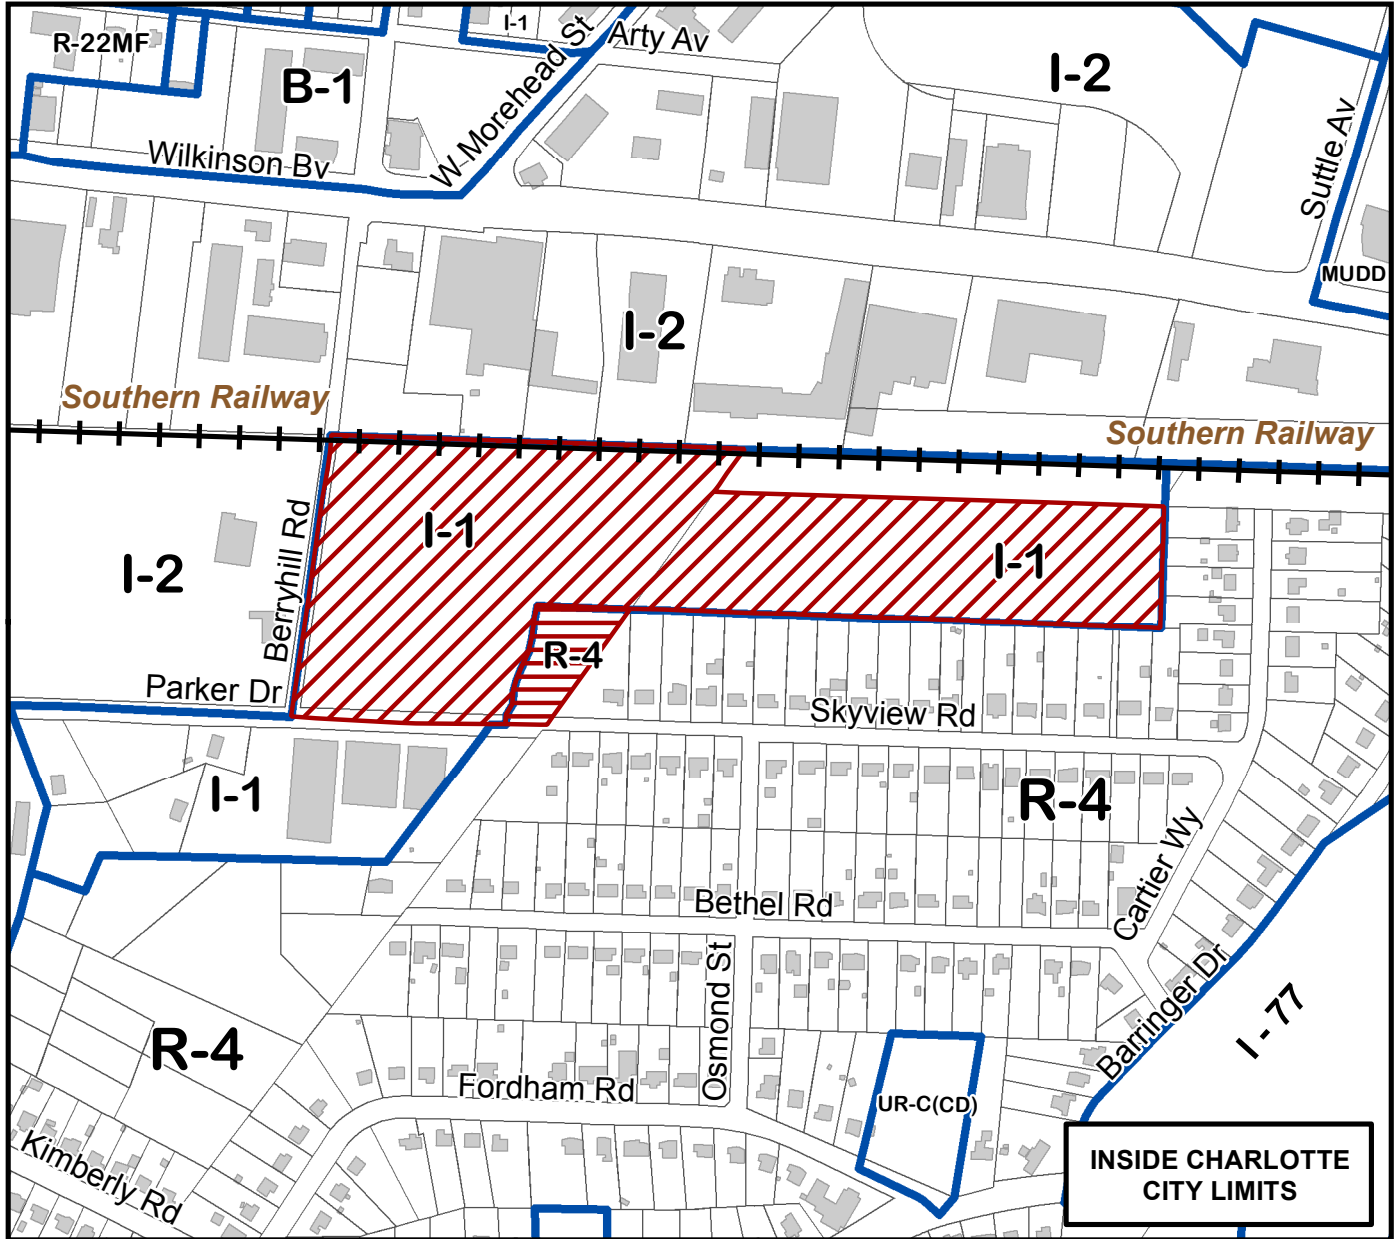 I-1
Arty Av
R-22MF
B-1
I-2
W Morehead St
Suttle Av
Wilkinson Bv
MUDD
I-2
Southern Railway
Southern Railway
I-1
I-1
I-2
Berryhill Rd
R-4
Parker Dr
Skyview Rd
I-1
R-4
Cartier Wy
Bethel Rd
Osmond St
Barringer Dr
I - 77
R-4
Fordham Rd
UR-C(CD)
Kimberly Rd
INSIDE CHARLOTTE
CITY LIMITS